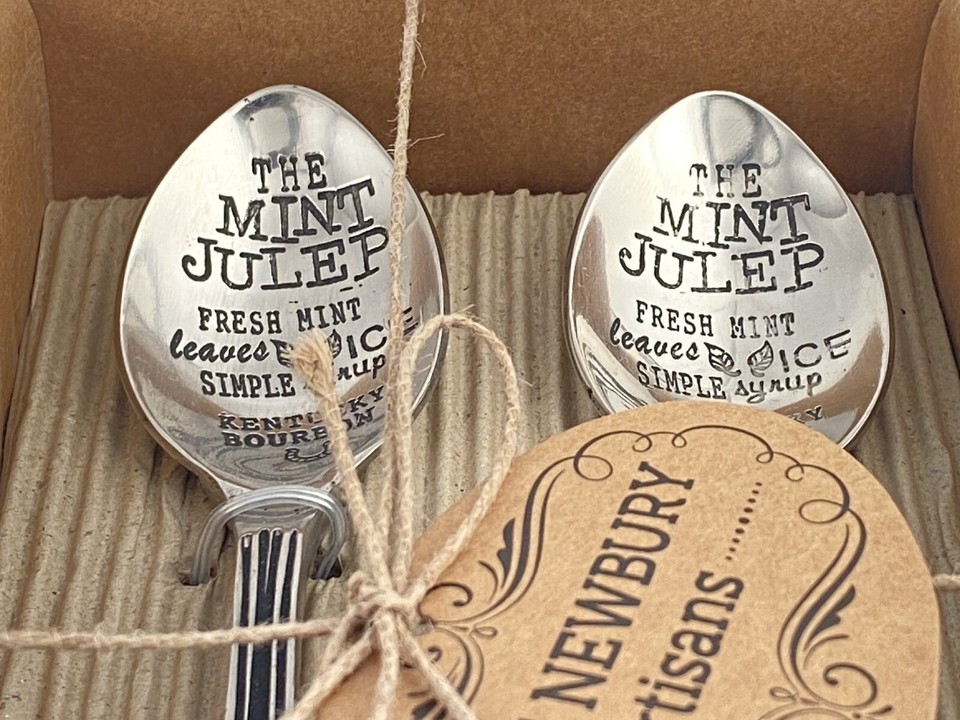 THE
MINT
JULEP
FRESH MINT
leaves ICE
SIMPLE syrup
KENTUCKY
BOURBON
THE
MINT
JULEP
FRESH MINT
leaves ICE
SIMPLE syrup
NEWBURY